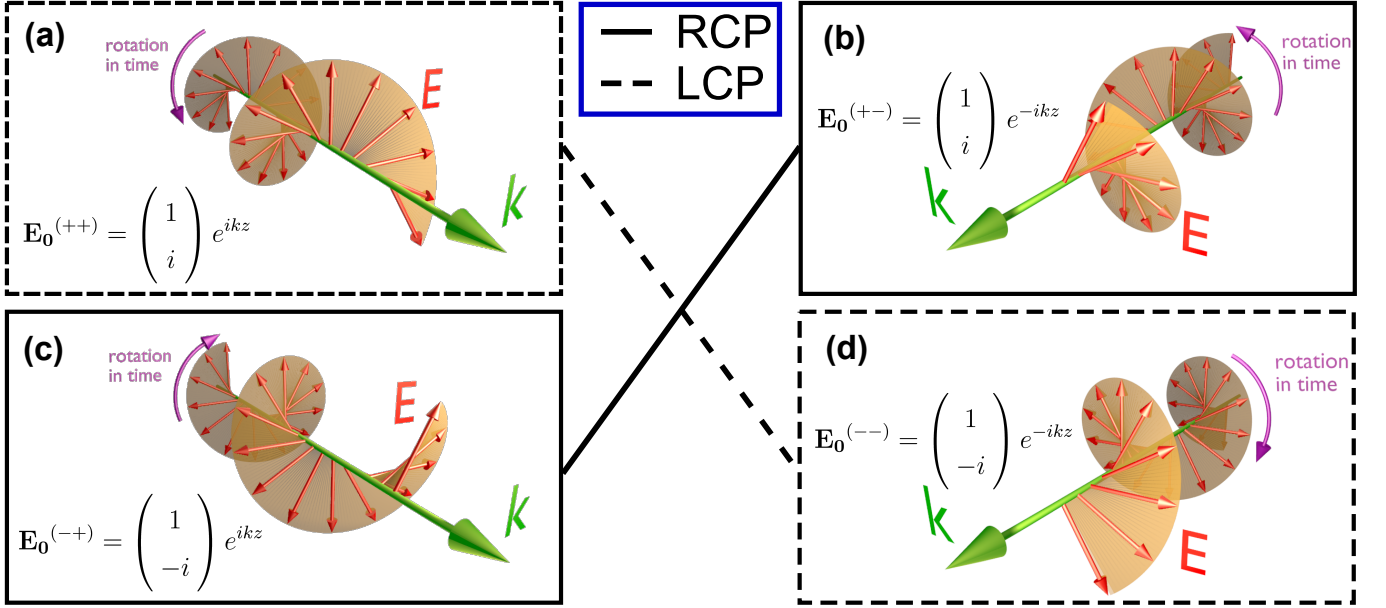 (a)
rotation
in time
E
k
E₀⁽⁺⁺⁾ = ( 1
i ) e^{ikz}
RCP
LCP
(b)
rotation
in time
E₀⁽⁺⁻⁾ = ( 1
i ) e^{-ikz}
k
E
(c)
rotation
in time
E
k
E₀⁽⁻⁺⁾ = ( 1
-i ) e^{ikz}
(d)
rotation
in time
E₀⁽⁻⁻⁾ = ( 1
-i ) e^{-ikz}
k
E